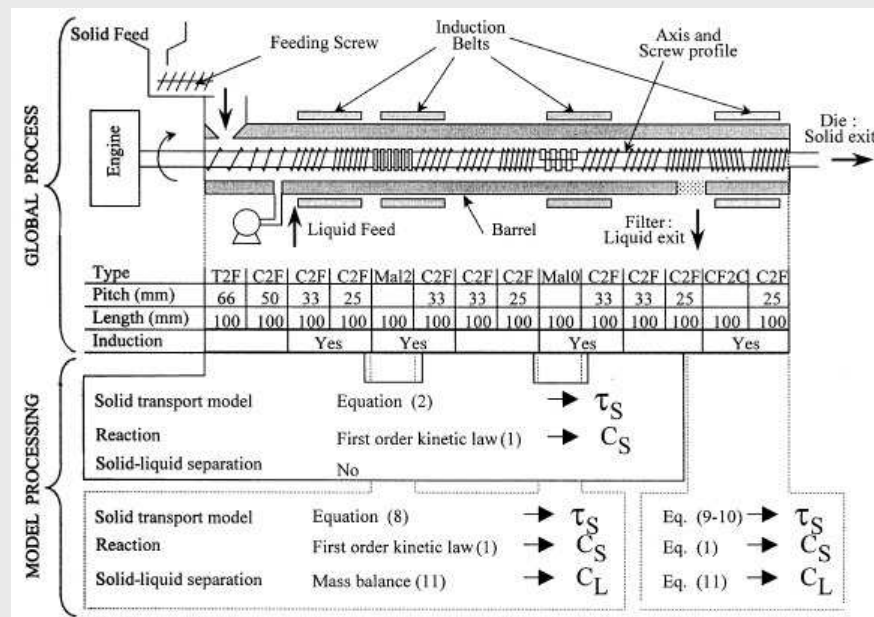 Solid Feed
Feeding Screw
Induction
Belts
Axis and
Screw profile
Die :
Solid exit
Engine
Liquid Feed
Barrel
Filter:
Liquid exit
GLOBAL PROCESS
Type T2F C2F C2F C2F Mal2 C2F C2F C2F Mal0 C2F C2F C2F CF2C C2F
Pitch (mm) 66 50 33 25 33 33 25 33 33 25 25
Length (mm) 100 100 100 100 100 100 100 100 100 100 100 100 100 100
Induction Yes Yes Yes Yes
MODEL PROCESSING
Solid transport model Equation (2) τS
Reaction First order kinetic law (1) CS
Solid-liquid separation No
Solid transport model Equation (8) τS Eq. (9-10) τS
Reaction First order kinetic law (1) CS Eq. (1) CS
Solid-liquid separation Mass balance (11) CL Eq. (11) CL